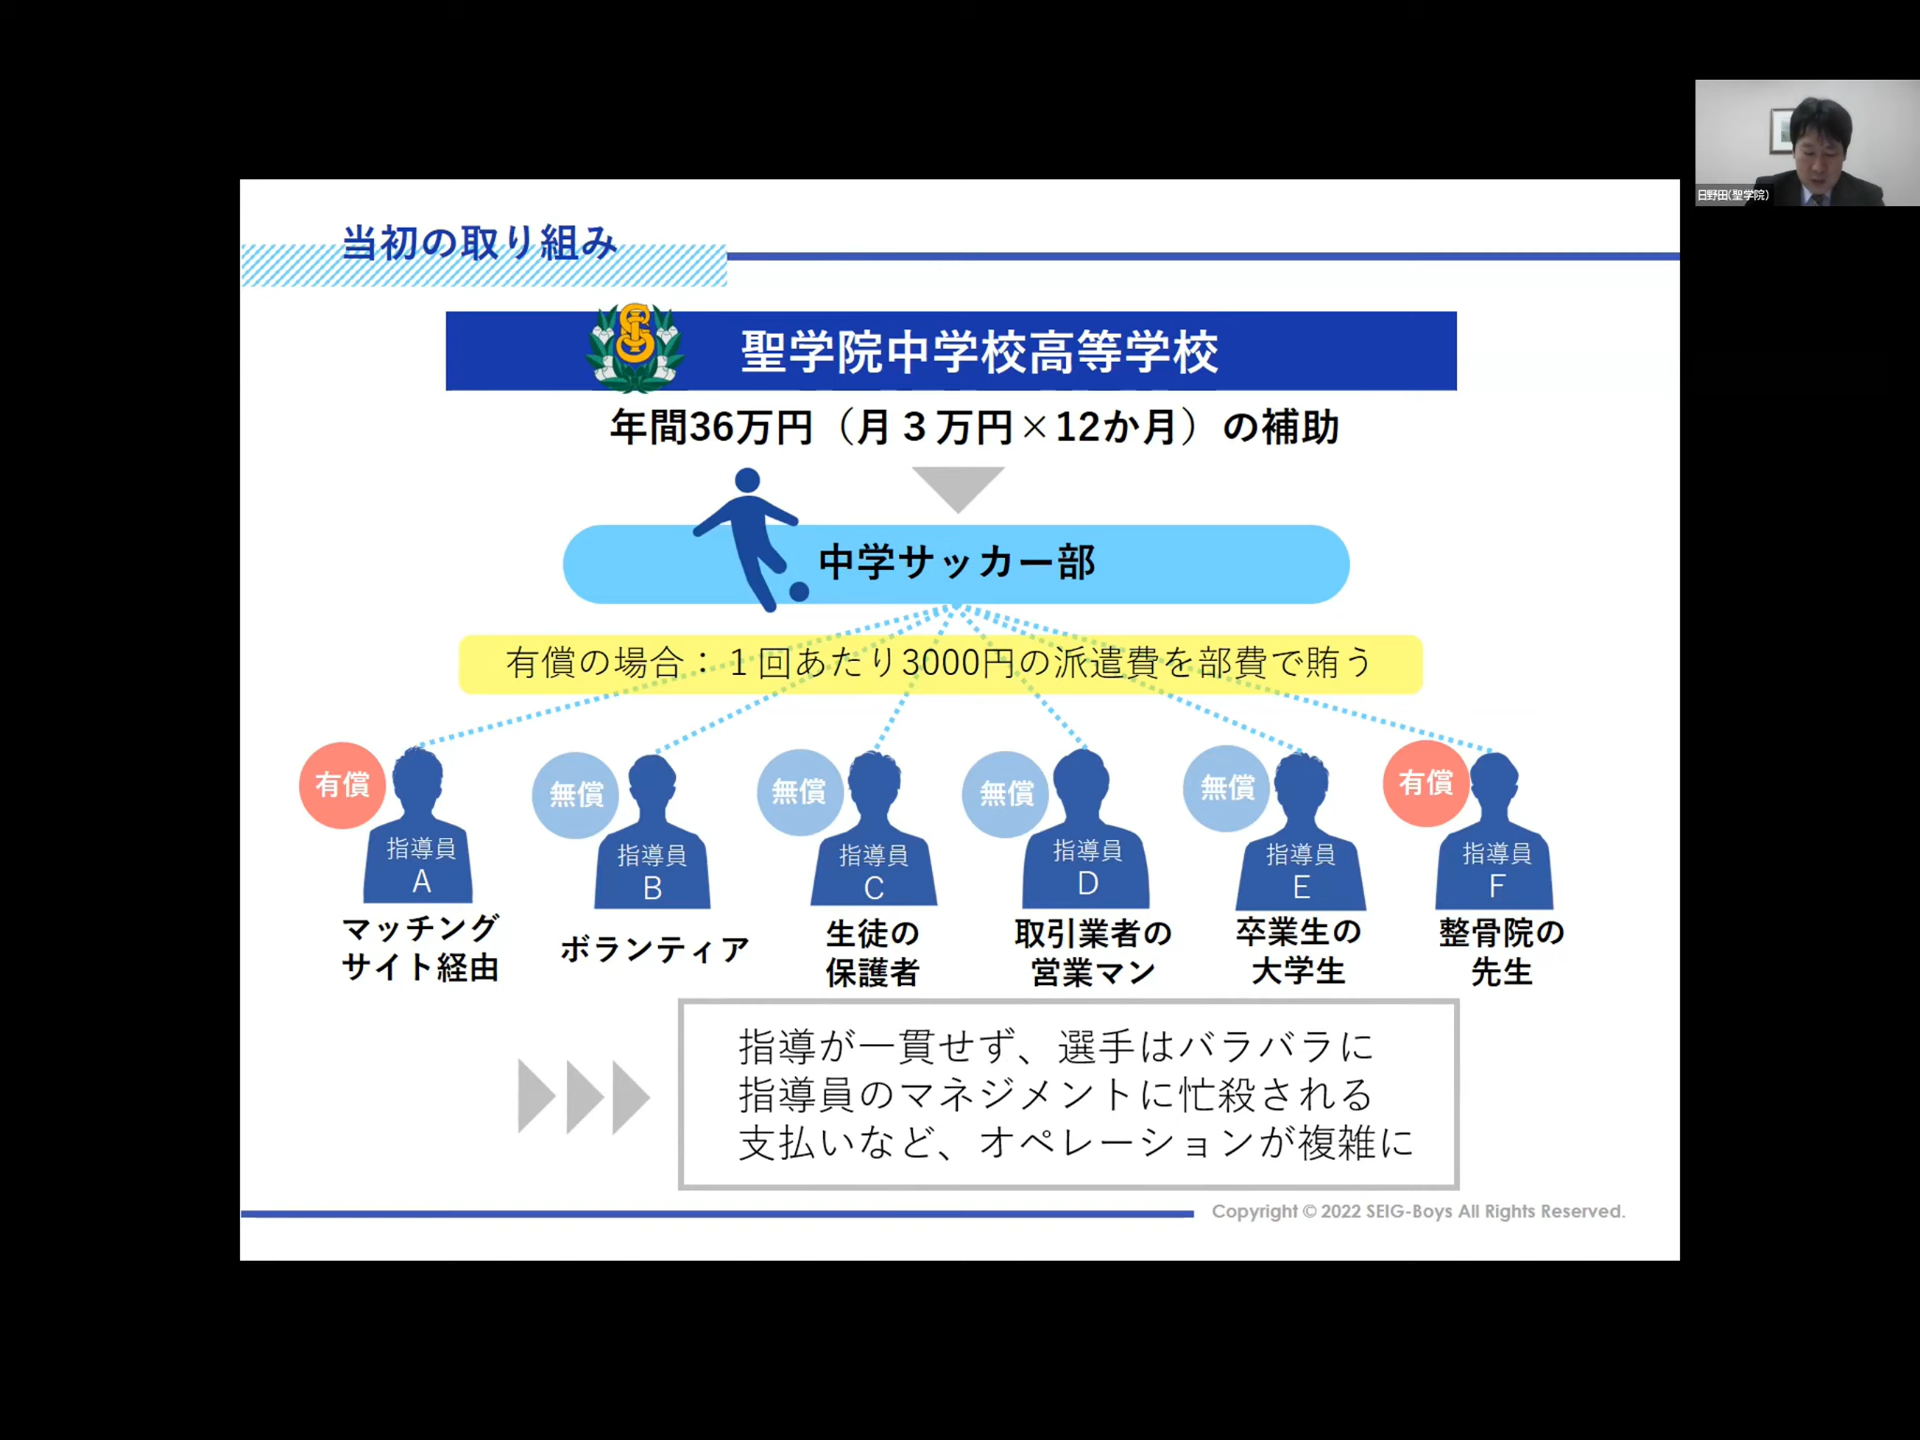 日野田(聖学院)
当初の取り組み
聖学院中学校高等学校
年間36万円（月３万円×12か月）の補助
中学サッカー部
有償の場合：１回あたり3000円の派遣費を部費で賄う
有償
指導員
A
マッチング
サイト経由
無償
指導員
B
ボランティア
無償
指導員
C
生徒の
保護者
無償
指導員
D
取引業者の
営業マン
無償
指導員
E
卒業生の
大学生
有償
指導員
F
整骨院の
先生
指導が一貫せず、選手はバラバラに
指導員のマネジメントに忙殺される
支払いなど、オペレーションが複雑に
Copyright © 2022 SEIG-Boys All Rights Reserved.